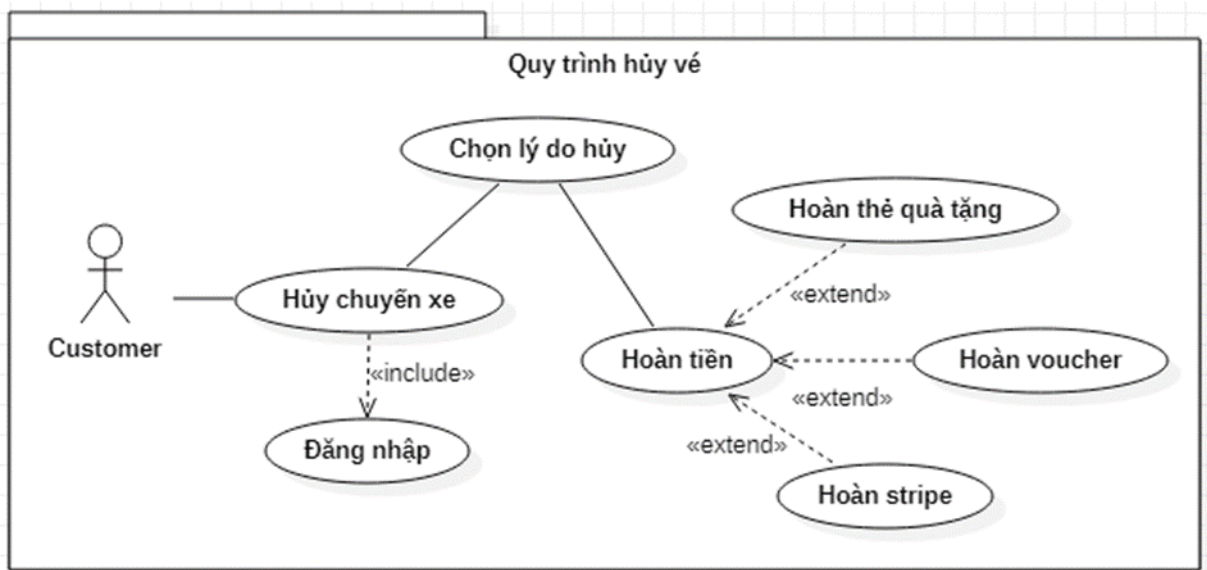 Quy trình hủy vé
Chọn lý do hủy
Hoàn thẻ quà tặng
«extend»
Hủy chuyến xe
Customer
«include»
Hoàn tiền
Hoàn voucher
«extend»
«extend»
Đăng nhập
Hoàn stripe